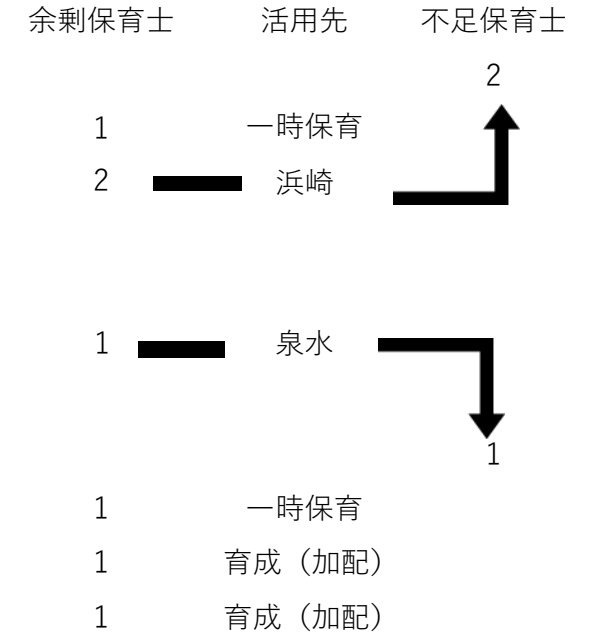 余剰保育士 活用先 不足保育士
2
1 一時保育
2 浜崎
1 泉水
1
1 一時保育
1 育成（加配）
1 育成（加配）